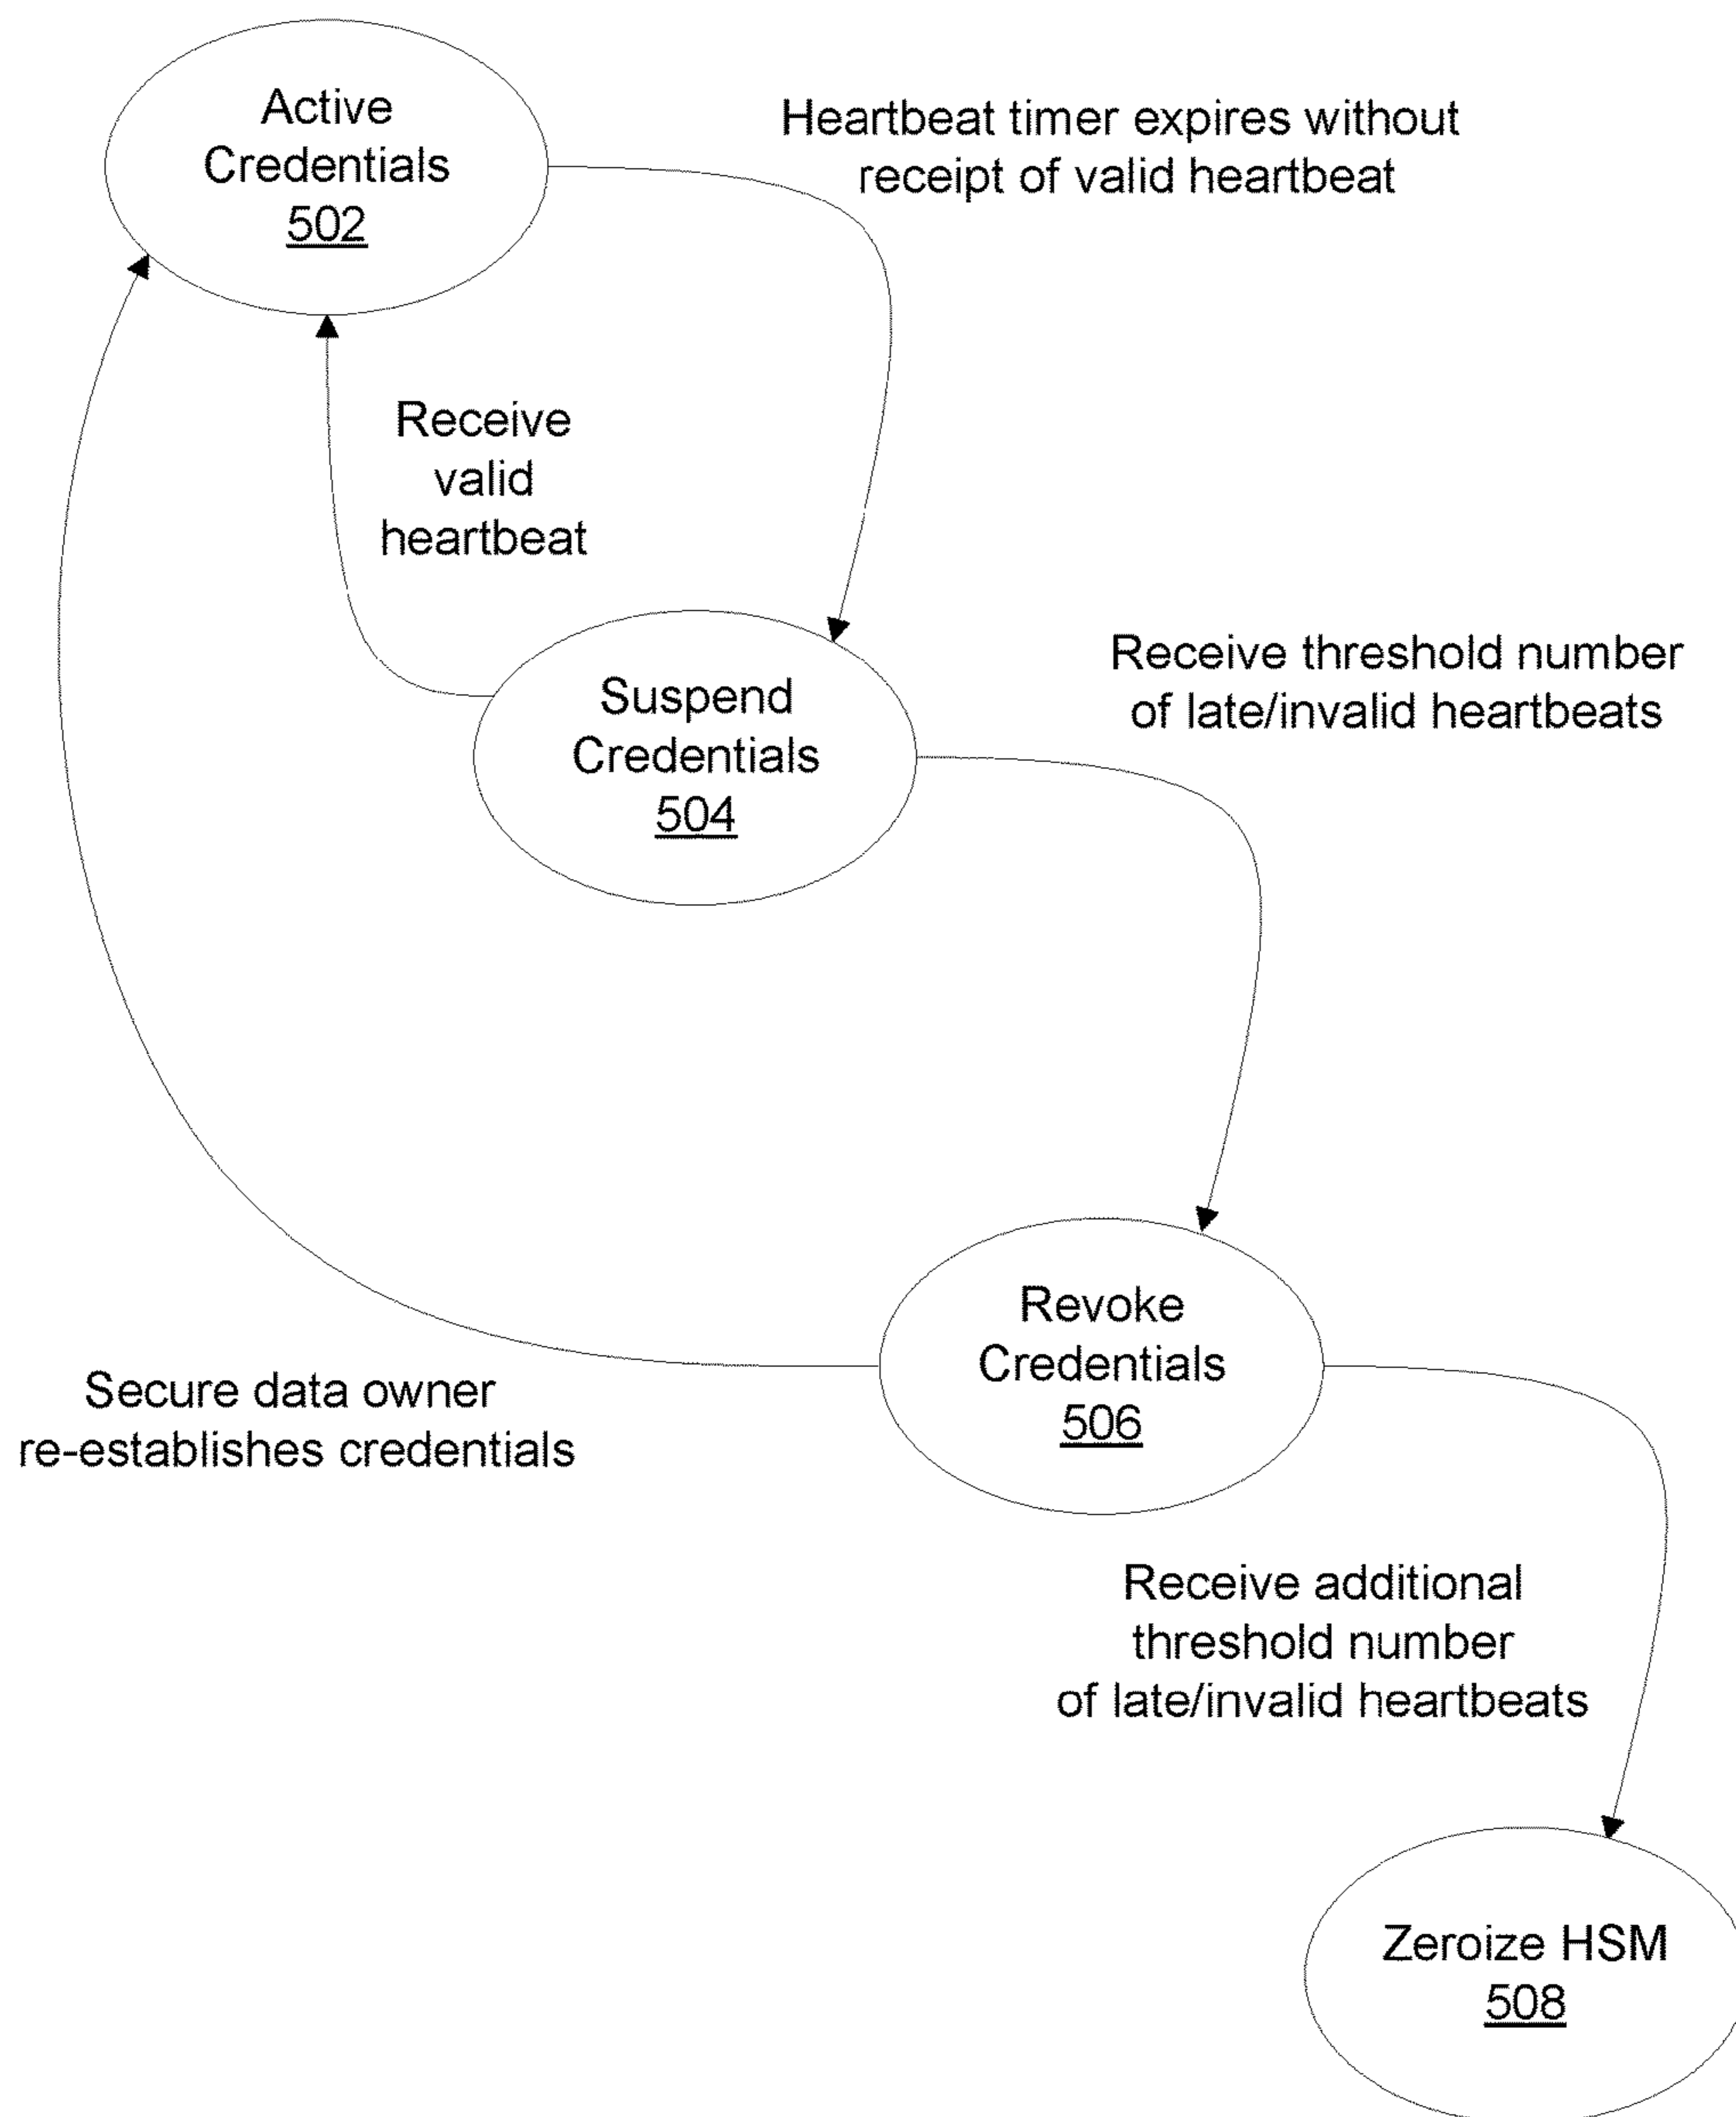 Active
Credentials
502
Heartbeat timer expires without
receipt of valid heartbeat
Receive
valid
heartbeat
Suspend
Credentials
504
Receive threshold number
of late/invalid heartbeats
Revoke
Credentials
506
Secure data owner
re-establishes credentials
Receive additional
threshold number
of late/invalid heartbeats
Zeroize HSM
508